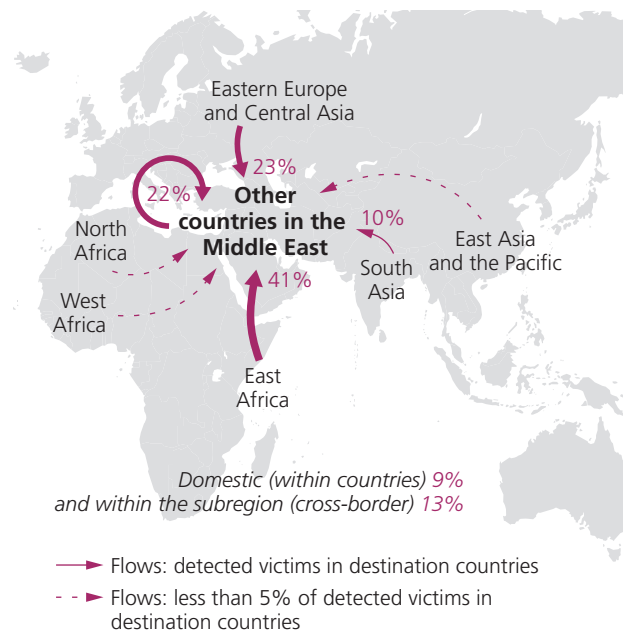 Eastern Europe
and Central Asia
23%
22%
Other
countries in the
Middle East
10%
North
Africa
East Asia
and the Pacific
South
Asia
41%
West
Africa
East
Africa
Domestic (within countries) 9%
and within the subregion (cross-border) 13%
Flows: detected victims in destination countries
Flows: less than 5% of detected victims in
destination countries